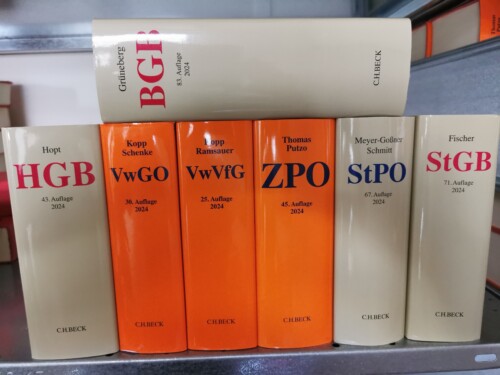 Grüneberg
BGB
83. Auflage
2024
C.H.BECK
Hopt
HGB
43. Auflage
2024
C.H.BECK
Kopp
Schenke
VwGO
30. Auflage
2024
C.H.BECK
Kopp
Ramsauer
VwVfG
25. Auflage
2024
C.H.BECK
Thomas
Putzo
ZPO
45. Auflage
2024
C.H.BECK
Meyer-Goßner
Schmitt
StPO
67. Auflage
2024
C.H.BECK
Fischer
StGB
71. Auflage
2024
C.H.BECK